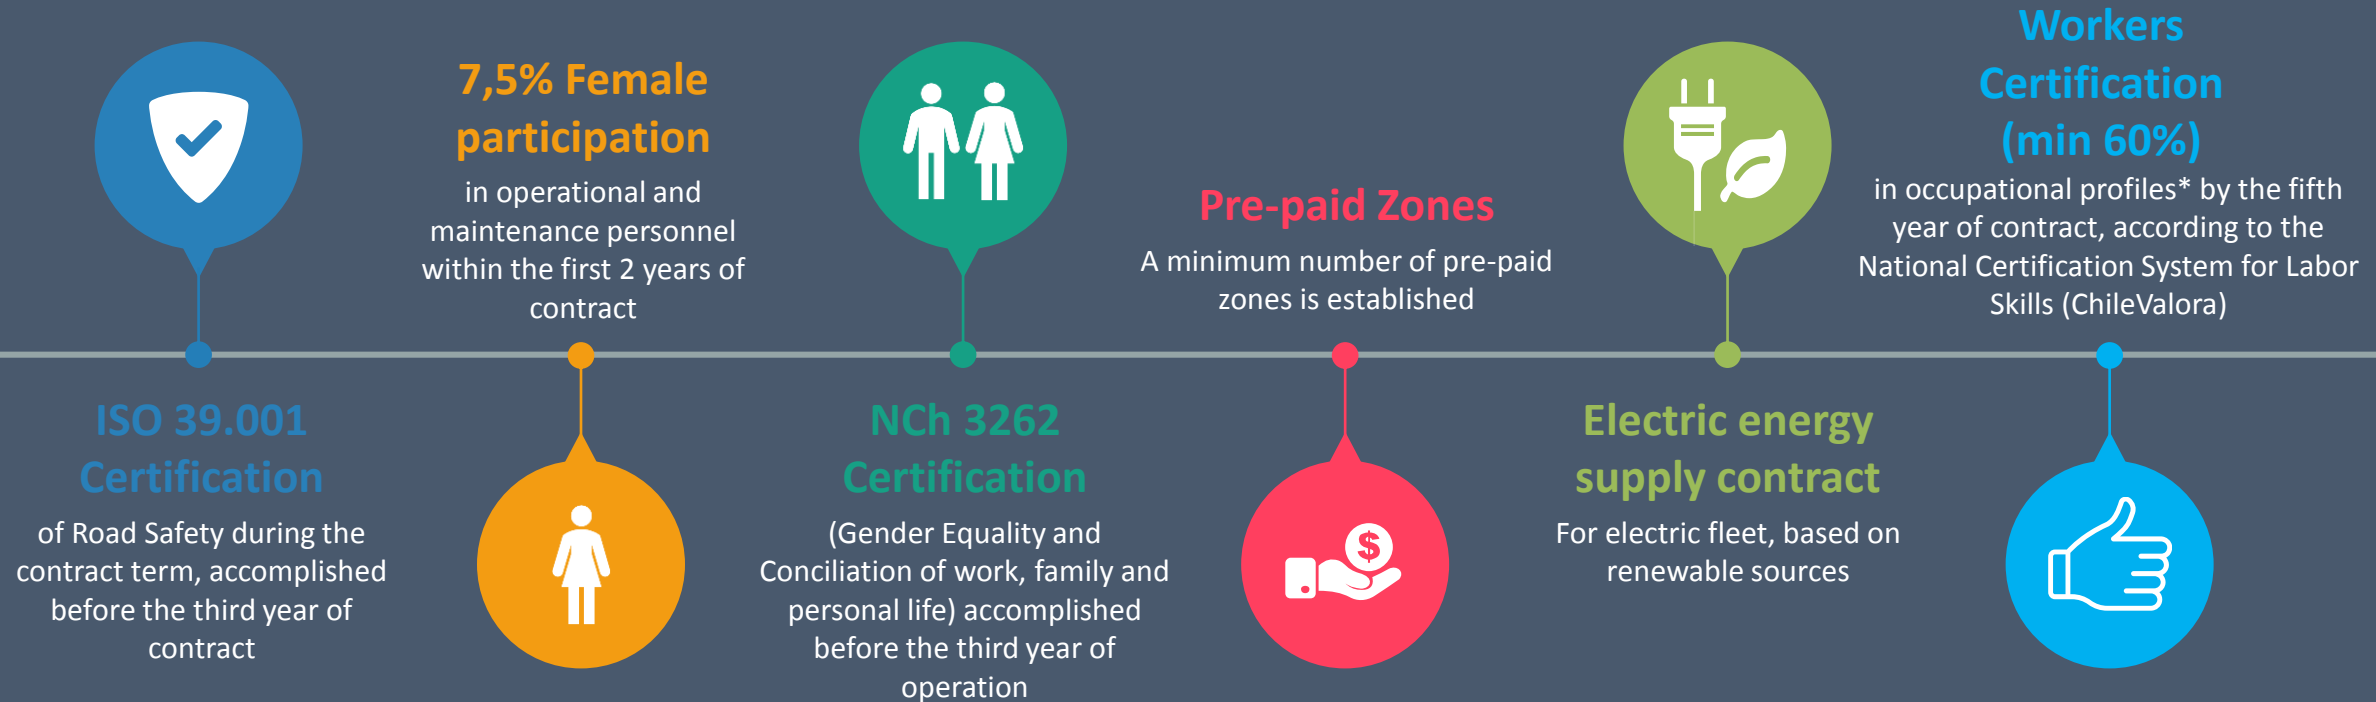 ISO 39.001
Certification
of Road Safety during the
contract term, accomplished
before the third year of
contract
7,5% Female
participation
in operational and
maintenance personnel
within the first 2 years of
contract
NCh 3262
Certification
(Gender Equality and
Conciliation of work, family and
personal life) accomplished
before the third year of
operation
Pre-paid Zones
A minimum number of pre-paid
zones is established
$
Electric energy
supply contract
For electric fleet, based on
renewable sources
Workers
Certification
(min 60%)
in occupational profiles* by the fifth
year of contract, according to the
National Certification System for Labor
Skills (ChileValora)